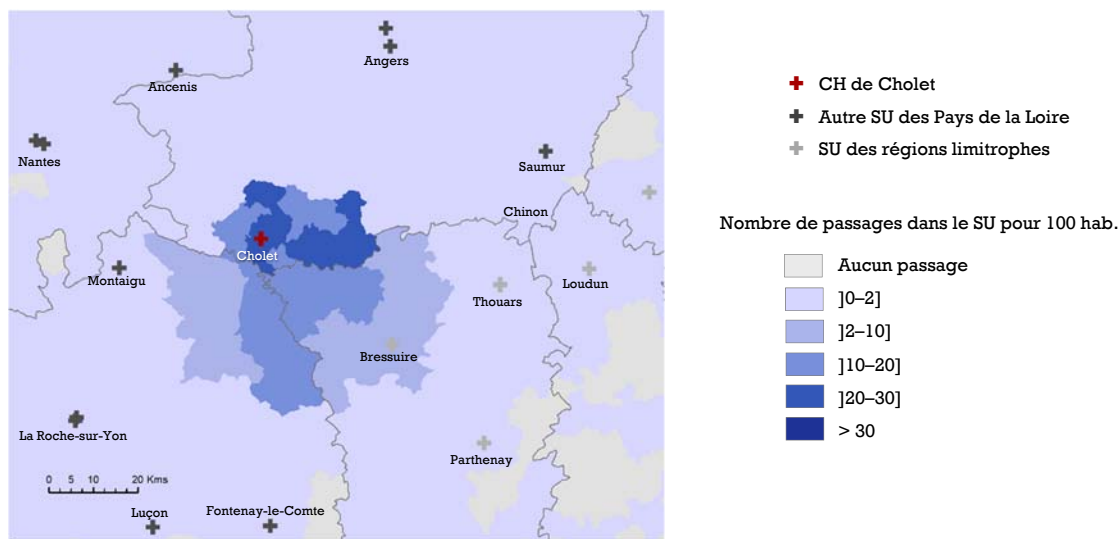 Angers
Ancenis
Nantes
Saumur
Chinon
Cholet
Montaigu
Loudun
Thouars
Bressuire
La Roche-sur-Yon
Parthenay
0 5 10 20 Kms
Luçon
Fontenay-le-Comte
CH de Cholet
Autre SU des Pays de la Loire
SU des régions limitrophes
Nombre de passages dans le SU pour 100 hab.
Aucun passage
]0–2]
]2–10]
]10–20]
]20–30]
> 30